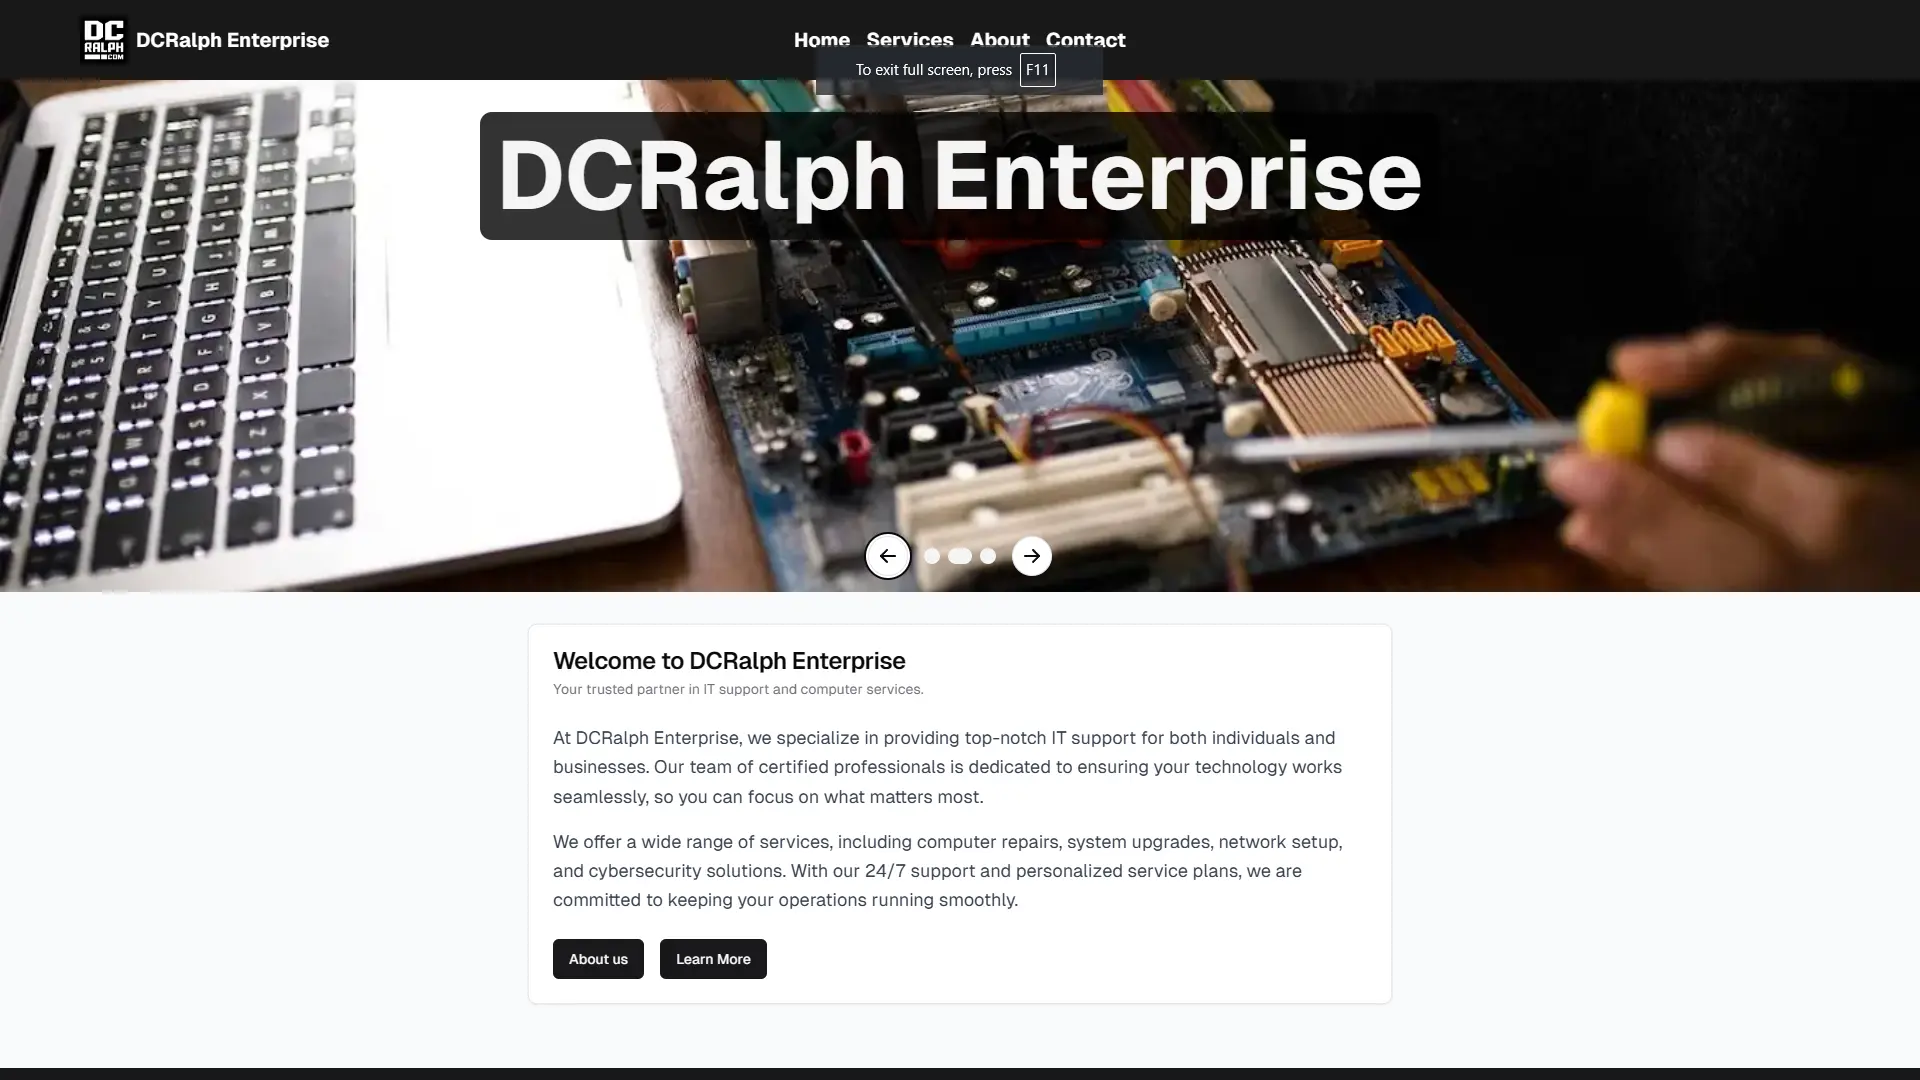 DC
RALPH
.COM
DCRalph Enterprise
Home Services About Contact
To exit full screen, press F11
DCRalph Enterprise
Welcome to DCRalph Enterprise
Your trusted partner in IT support and computer services.
At DCRalph Enterprise, we specialize in providing top-notch IT support for both individuals and
businesses. Our team of certified professionals is dedicated to ensuring your technology works
seamlessly, so you can focus on what matters most.
We offer a wide range of services, including computer repairs, system upgrades, network setup,
and cybersecurity solutions. With our 24/7 support and personalized service plans, we are
committed to keeping your operations running smoothly.
About us Learn More